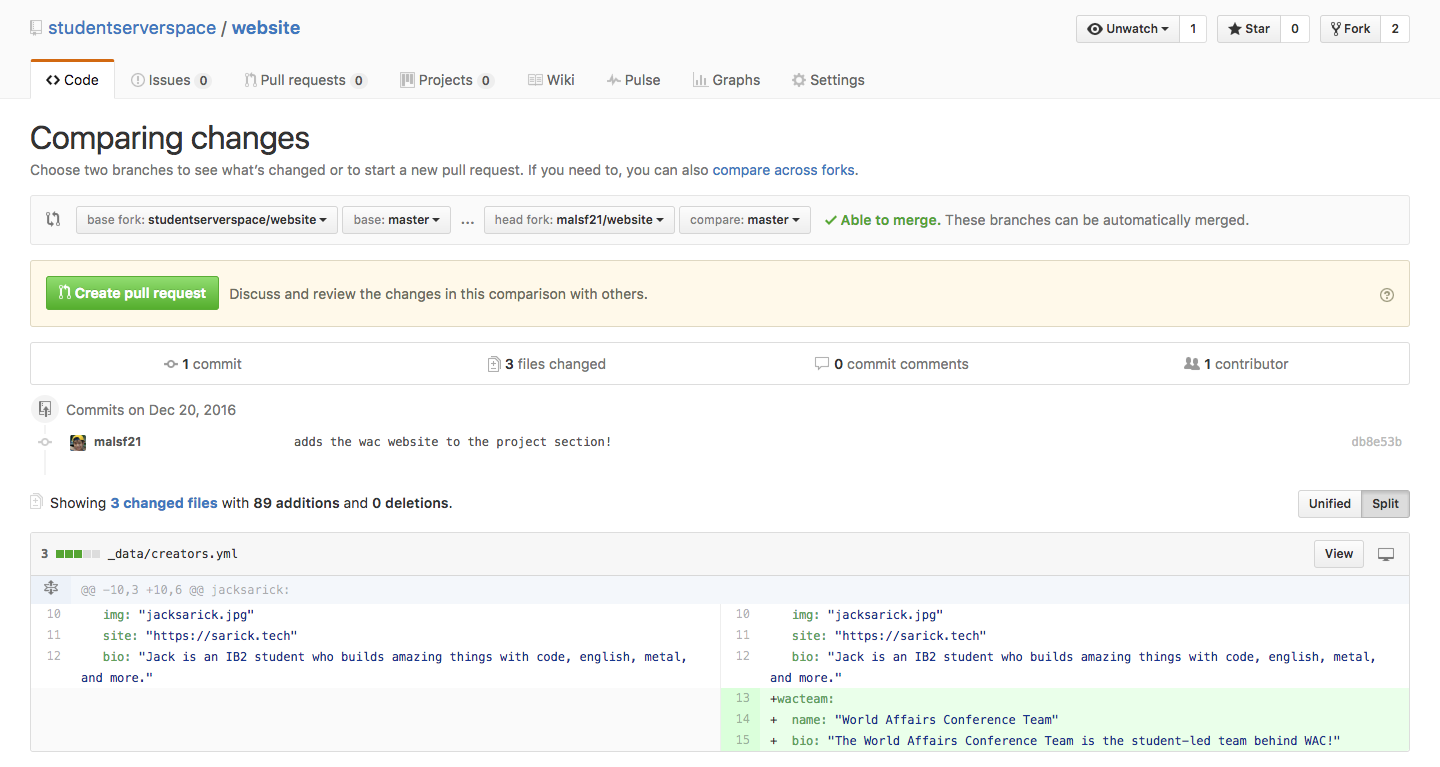 studentserverspace / website
Unwatch 1 Star 0 Fork 2
Code Issues 0 Pull requests 0 Projects 0 Wiki Pulse Graphs Settings
Comparing changes
Choose two branches to see what's changed or to start a new pull request. If you need to, you can also compare across forks.
base fork: studentserverspace/website base: master ... head fork: malsf21/website compare: master Able to merge. These branches can be automatically merged.
Create pull request Discuss and review the changes in this comparison with others.
1 commit 3 files changed 0 commit comments 1 contributor
Commits on Dec 20, 2016
malsf21 adds the wac website to the project section! db8e53b
Showing 3 changed files with 89 additions and 0 deletions. Unified Split
3 _data/creators.yml View
@@ -10,3 +10,6 @@ jacksarick:
10 img: "jacksarick.jpg" 10 img: "jacksarick.jpg"
11 site: "https://sarick.tech" 11 site: "https://sarick.tech"
12 bio: "Jack is an IB2 student who builds amazing things with code, english, metal, 12 bio: "Jack is an IB2 student who builds amazing things with code, english, metal,
and more." and more."
13 +wacteam:
14 + name: "World Affairs Conference Team"
15 + bio: "The World Affairs Conference Team is the student-led team behind WAC!"